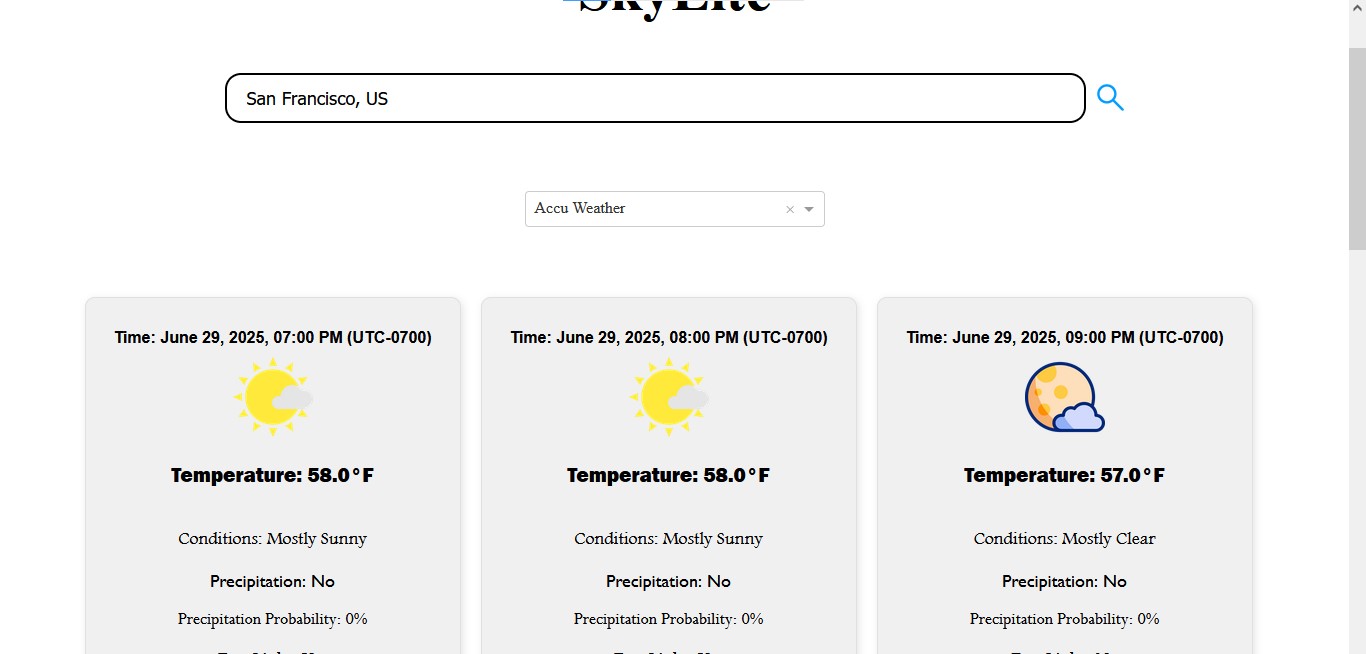 SkyLite
San Francisco, US
Accu Weather
Time: June 29, 2025, 07:00 PM (UTC-0700)
Temperature: 58.0°F
Conditions: Mostly Sunny
Precipitation: No
Precipitation Probability: 0%
Time: June 29, 2025, 08:00 PM (UTC-0700)
Temperature: 58.0°F
Conditions: Mostly Sunny
Precipitation: No
Precipitation Probability: 0%
Time: June 29, 2025, 09:00 PM (UTC-0700)
Temperature: 57.0°F
Conditions: Mostly Clear
Precipitation: No
Precipitation Probability: 0%